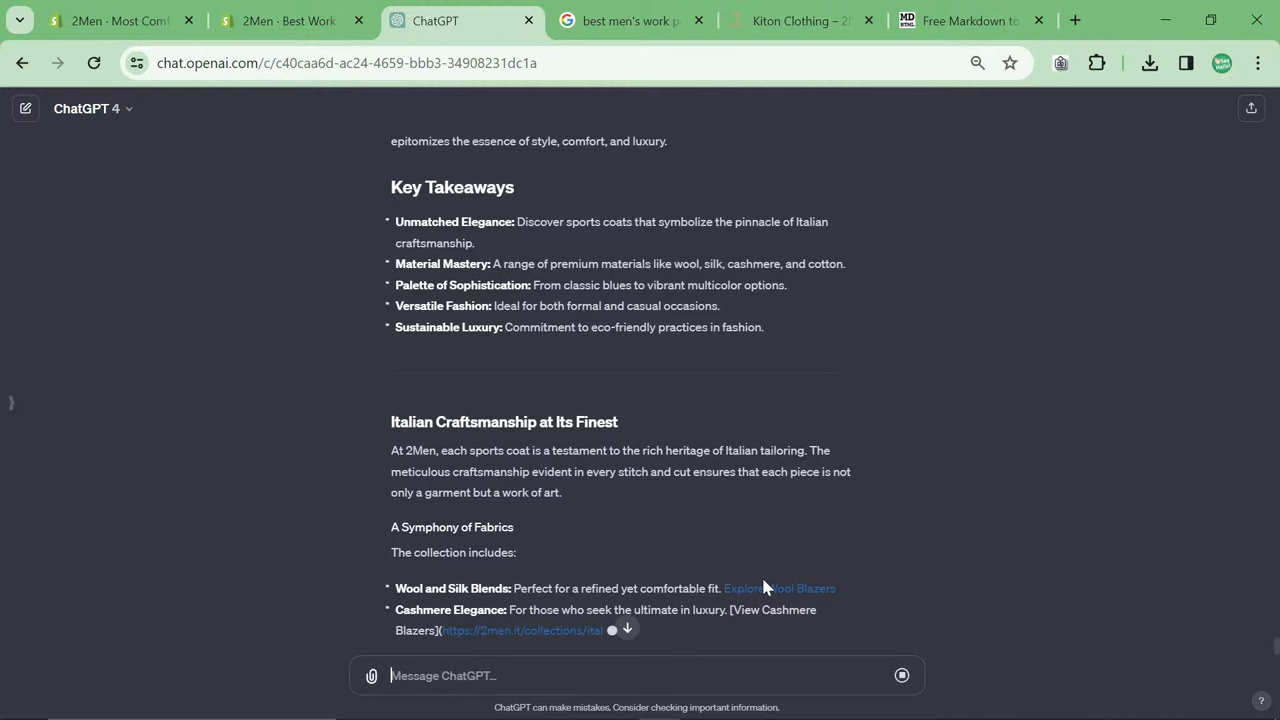 2Men · Most Comf
2Men · Best Work
ChatGPT
best men's work p
Kiton Clothing – 2
MD
HTML
Free Markdown to
chat.openai.com/c/c40caa6d-ac24-4659-bbb3-34908231dc1a
ChatGPT 4
epitomizes the essence of style, comfort, and luxury.
Key Takeaways
Unmatched Elegance: Discover sports coats that symbolize the pinnacle of Italian
craftsmanship.
Material Mastery: A range of premium materials like wool, silk, cashmere, and cotton.
Palette of Sophistication: From classic blues to vibrant multicolor options.
Versatile Fashion: Ideal for both formal and casual occasions.
Sustainable Luxury: Commitment to eco-friendly practices in fashion.
Italian Craftsmanship at Its Finest
At 2Men, each sports coat is a testament to the rich heritage of Italian tailoring. The
meticulous craftsmanship evident in every stitch and cut ensures that each piece is not
only a garment but a work of art.
A Symphony of Fabrics
The collection includes:
Wool and Silk Blends: Perfect for a refined yet comfortable fit. Explore Wool Blazers
Cashmere Elegance: For those who seek the ultimate in luxury. [View Cashmere
Blazers](https://2men.it/collections/ital
Message ChatGPT...
ChatGPT can make mistakes. Consider checking important information.
?